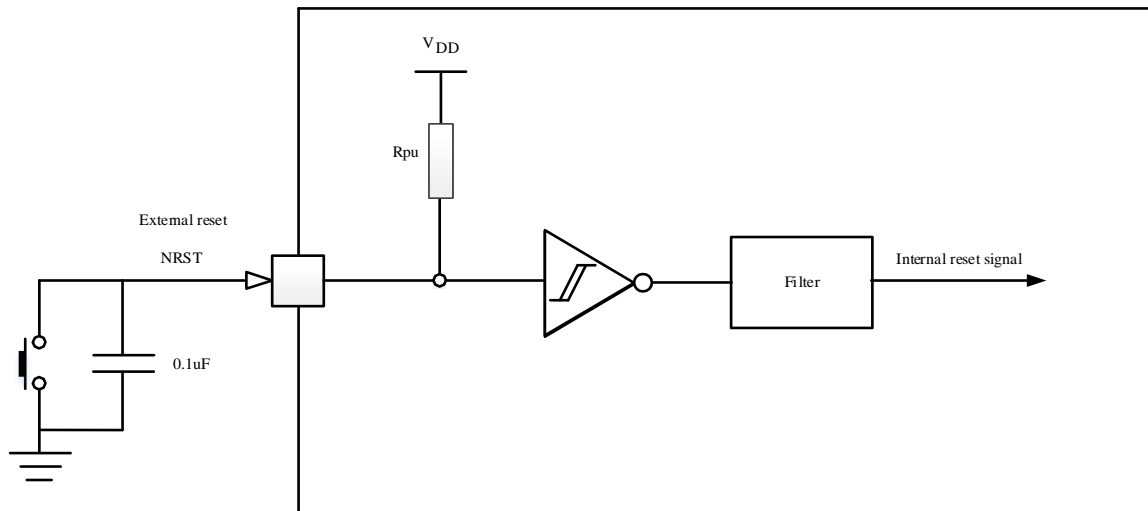 VDD
Rpu
External reset
NRST
Internal reset signal
Filter
0.1uF